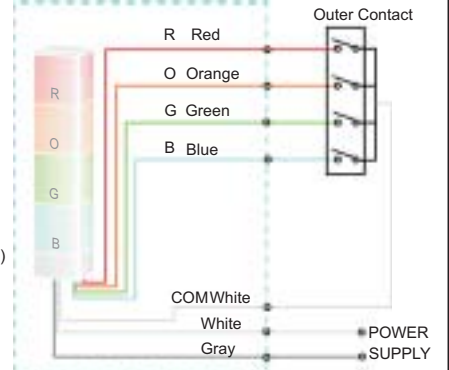 Outer Contact
R Red
O Orange
G Green
B Blue
R
O
G
B
)
COM White
White
POWER
Gray
SUPPLY